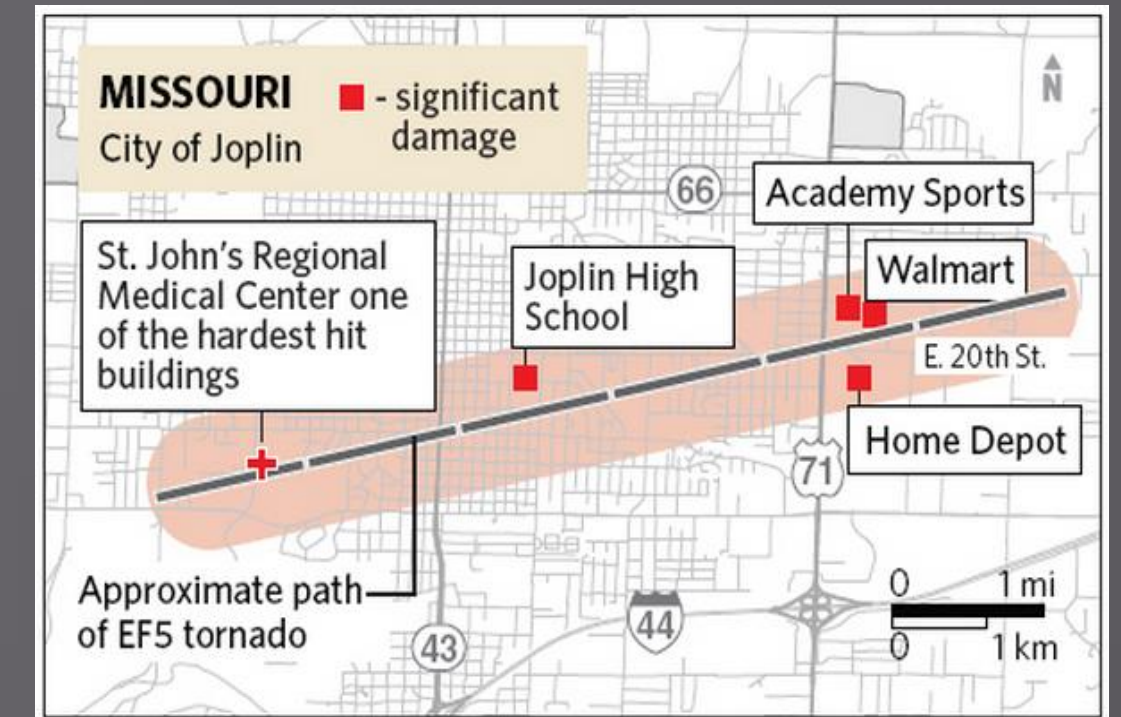 MISSOURI
City of Joplin
- significant
damage
N
66
Academy Sports
St. John's Regional
Medical Center one
of the hardest hit
buildings
Joplin High
School
Walmart
E. 20th St.
Home Depot
71
Approximate path
of EF5 tornado
43
44
0 1 mi
0 1 km